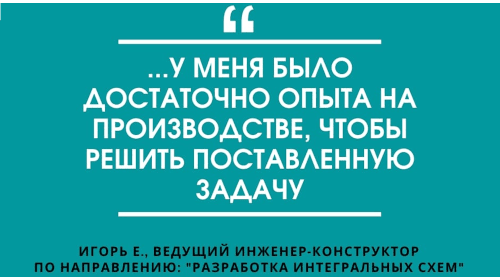 “
...У МЕНЯ БЫЛО
ДОСТАТОЧНО ОПЫТА НА
ПРОИЗВОДСТВЕ, ЧТОБЫ
РЕШИТЬ ПОСТАВЛЕННУЮ
ЗАДАЧУ
ИГОРЬ Е., ВЕДУЩИЙ ИНЖЕНЕР-КОНСТРУКТОР
ПО НАПРАВЛЕНИЮ: "РАЗРАБОТКА ИНТЕГРАЛЬНЫХ СХЕМ"